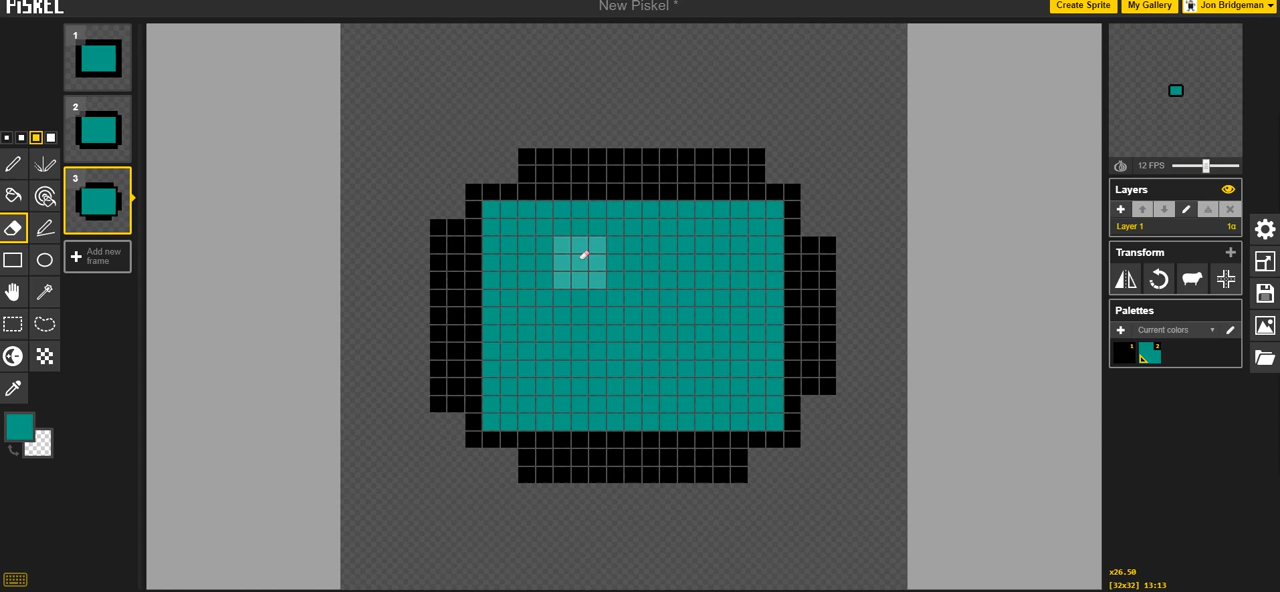 PISKEL
New Piskel *
Create Sprite
My Gallery
Jon Bridgeman
1
2
3
Add new
frame
12 FPS
Layers
Layer 1
1α
Transform
Palettes
Current colors
1
2
x26.50
[32x32] 13:13